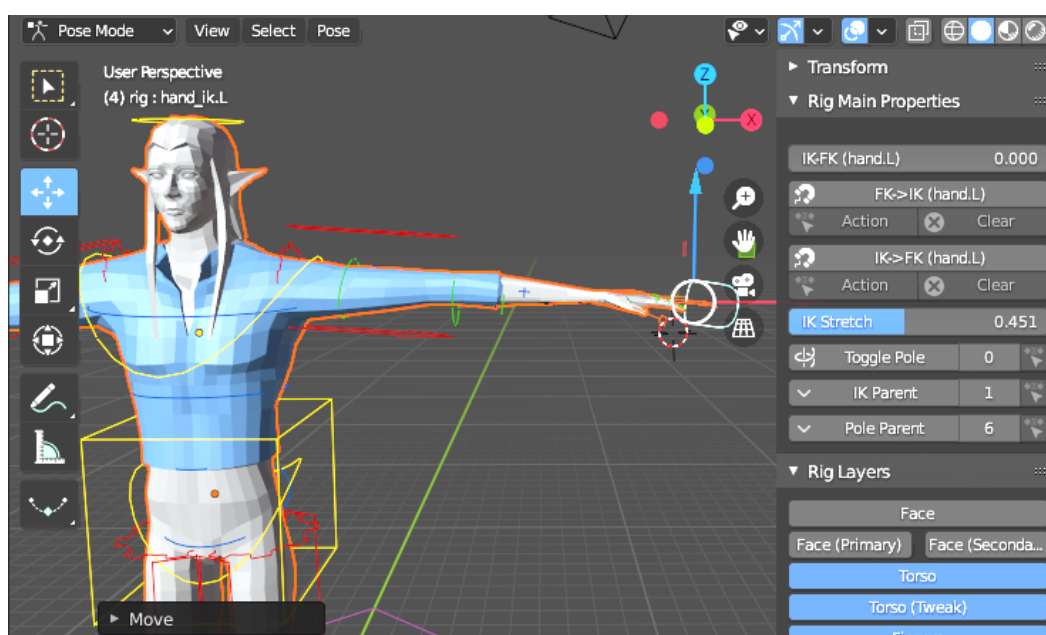 Pose Mode View Select Pose
User Perspective
(4) rig : hand_ik.L
Z
X
Move
Transform
Rig Main Properties
IK-FK (hand.L) 0.000
FK->IK (hand.L)
Action Clear
IK->FK (hand.L)
Action Clear
IK Stretch 0.451
Toggle Pole 0
IK Parent 1
Pole Parent 6
Rig Layers
Face
Face (Primary) Face (Seconda...
Torso
Torso (Tweak)